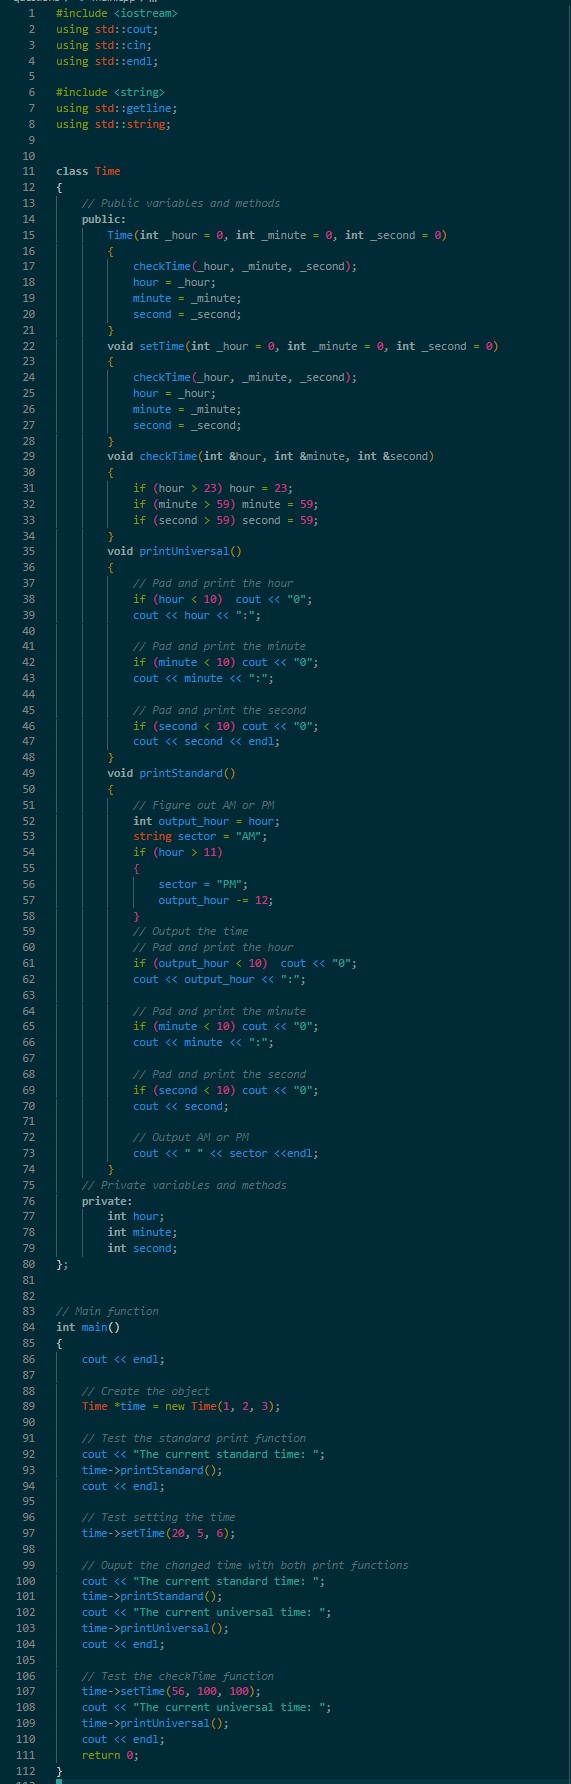 1 #include <iostream>
2 using std::cout;
3 using std::cin;
4 using std::endl;
5
6 #include <string>
7 using std::getline;
8 using std::string;
9
10
11 class Time
12 {
13     // Public variables and methods
14     public:
15         Time(int _hour = 0, int _minute = 0, int _second = 0)
16         {
17             checkTime(_hour, _minute, _second);
18             hour = _hour;
19             minute = _minute;
20             second = _second;
21         }
22         void setTime(int _hour = 0, int _minute = 0, int _second = 0)
23         {
24             checkTime(_hour, _minute, _second);
25             hour = _hour;
26             minute = _minute;
27             second = _second;
28         }
29         void checkTime(int &hour, int &minute, int &second)
30         {
31             if (hour > 23) hour = 23;
32             if (minute > 59) minute = 59;
33             if (second > 59) second = 59;
34         }
35         void printUniversal()
36         {
37             // Pad and print the hour
38             if (hour < 10)  cout << "0";
39             cout << hour << ":";
40
41             // Pad and print the minute
42             if (minute < 10) cout << "0";
43             cout << minute << ":";
44
45             // Pad and print the second
46             if (second < 10) cout << "0";
47             cout << second << endl;
48         }
49         void printStandard()
50         {
51             // Figure out AM or PM
52             int output_hour = hour;
53             string sector = "AM";
54             if (hour > 11)
55             {
56                 sector = "PM";
57                 output_hour -= 12;
58             }
59             // Output the time
60             // Pad and print the hour
61             if (output_hour < 10)  cout << "0";
62             cout << output_hour << ":";
63
64             // Pad and print the minute
65             if (minute < 10) cout << "0";
66             cout << minute << ":";
67
68             // Pad and print the second
69             if (second < 10) cout << "0";
70             cout << second;
71
72             // Output AM or PM
73             cout << " " << sector <<endl;
74         }
75     // Private variables and methods
76     private:
77         int hour;
78         int minute;
79         int second;
80 };
81
82
83 // Main function
84 int main()
85 {
86     cout << endl;
87
88     // Create the object
89     Time *time = new Time(1, 2, 3);
90
91     // Test the standard print function
92     cout << "The current standard time: ";
93     time->printStandard();
94     cout << endl;
95
96     // Test setting the time
97     time->setTime(20, 5, 6);
98
99     // Ouput the changed time with both print functions
100     cout << "The current standard time: ";
101     time->printStandard();
102     cout << "The current universal time: ";
103     time->printUniversal();
104     cout << endl;
105
106     // Test the checkTime function
107     time->setTime(56, 100, 100);
108     cout << "The current universal time: ";
109     time->printUniversal();
110     cout << endl;
111     return 0;
112 }